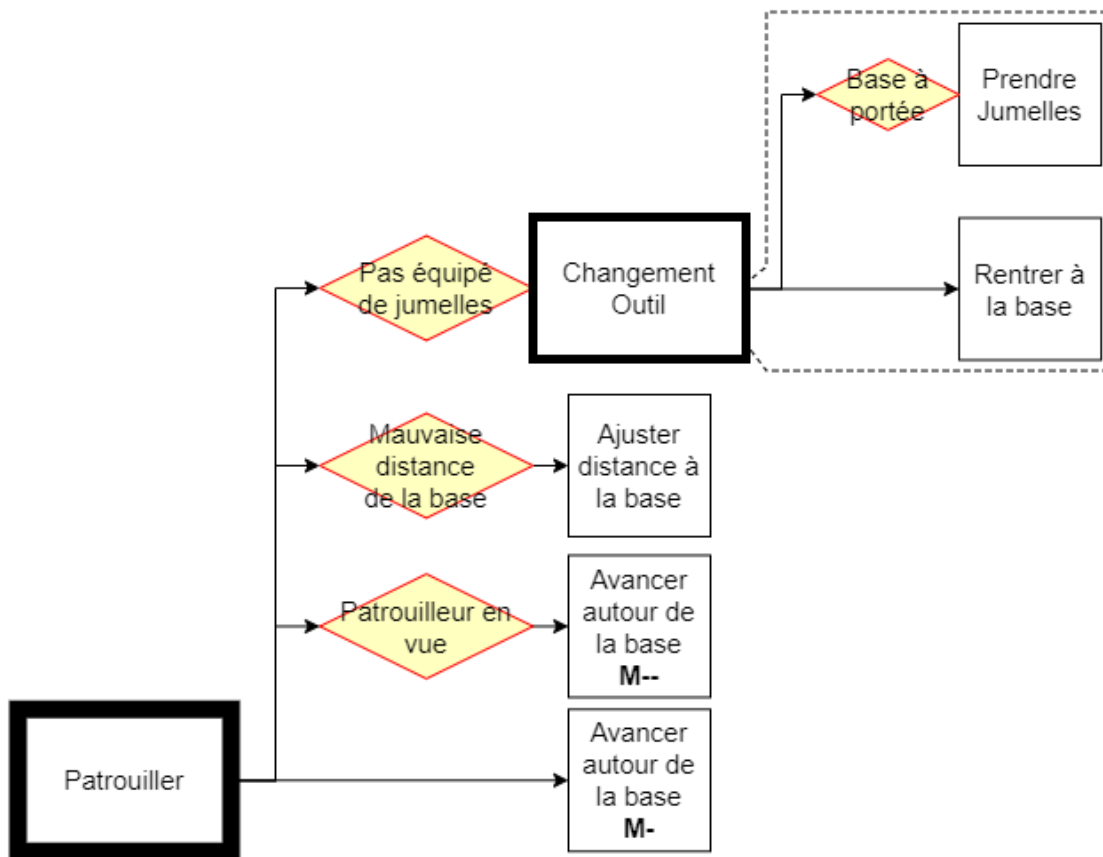 Base à
portée
Prendre
Jumelles
Pas équipé
de jumelles
Changement
Outil
Rentrer à
la base
Mauvaise
distance
de la base
Ajuster
distance à
la base
Patrouilleur en
vue
Avancer
autour de
la base
M--
Patrouiller
Avancer
autour de
la base
M-